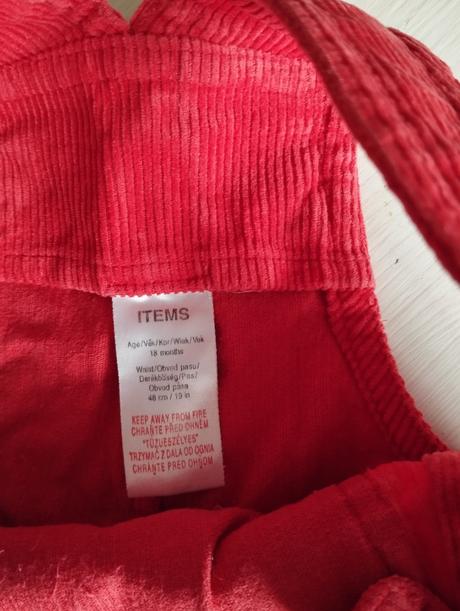 ITEMS
Age/Věk/Kor/Wiek/Vek
18 months
Waist/Obvod pasu/
Derékbőség/Pas/
Obvod pása
48 cm / 19 in
KEEP AWAY FROM FIRE
CHRAŇTE PŘED OHNĚM
"TŰZVESZÉLYES"
TRZYMAĆ Z DALA OD OGNIA
CHRÁŇTE PRED OHŇOM